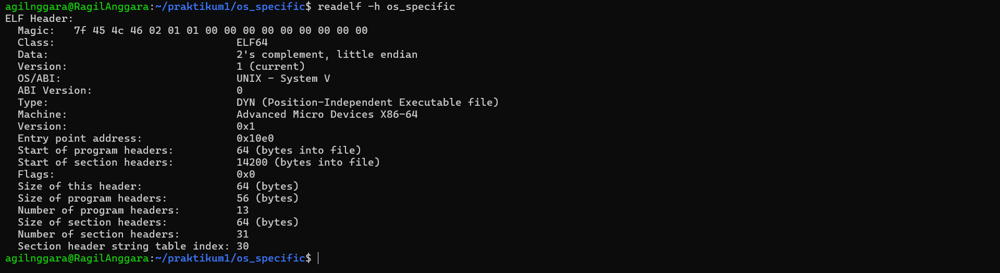 agilnggara@RagilAnggara:~/praktikum1/os_specific$ readelf -h os_specific
ELF Header:
  Magic:   7f 45 4c 46 02 01 01 00 00 00 00 00 00 00 00 00
  Class:                             ELF64
  Data:                              2's complement, little endian
  Version:                           1 (current)
  OS/ABI:                            UNIX - System V
  ABI Version:                       0
  Type:                              DYN (Position-Independent Executable file)
  Machine:                           Advanced Micro Devices X86-64
  Version:                           0x1
  Entry point address:               0x10e0
  Start of program headers:          64 (bytes into file)
  Start of section headers:          14200 (bytes into file)
  Flags:                             0x0
  Size of this header:               64 (bytes)
  Size of program headers:           56 (bytes)
  Number of program headers:         13
  Size of section headers:           64 (bytes)
  Number of section headers:         31
  Section header string table index: 30
agilnggara@RagilAnggara:~/praktikum1/os_specific$